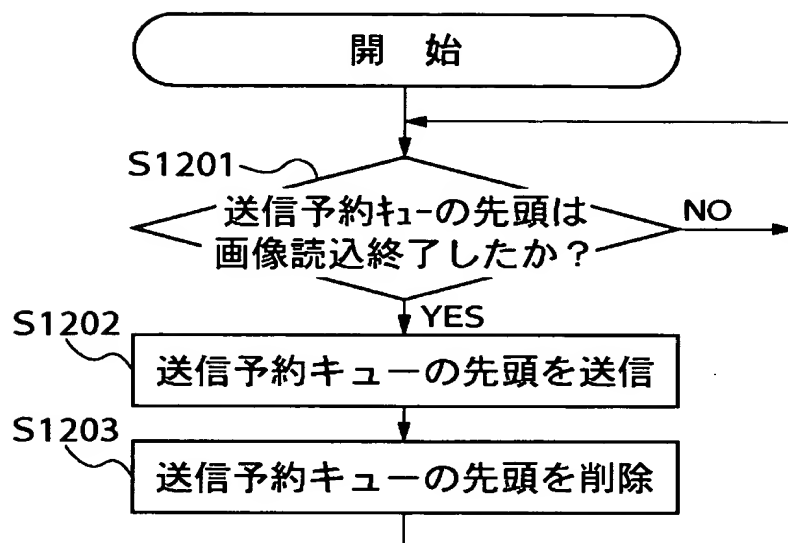 開 始
S1201
送信予約ｷｭｰの先頭は
画像読込終了したか？
NO
YES
S1202
送信予約キューの先頭を送信
S1203
送信予約キューの先頭を削除